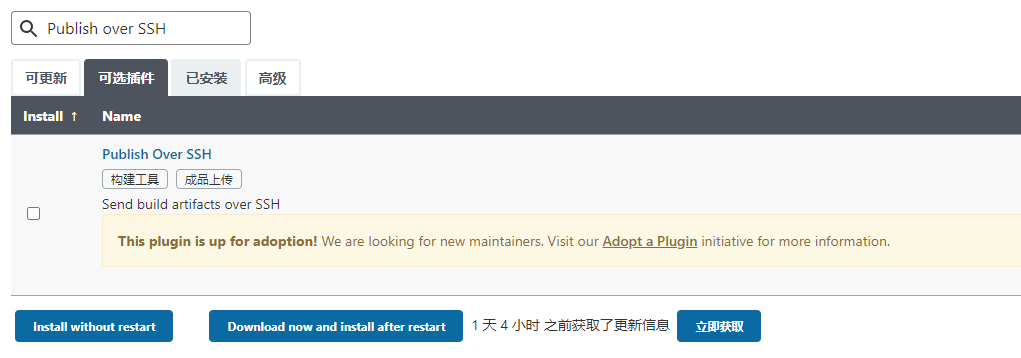 Publish over SSH
可更新 可选插件 已安装 高级
Install ↑ Name
Publish Over SSH
构建工具 成品上传
Send build artifacts over SSH
This plugin is up for adoption! We are looking for new maintainers. Visit our Adopt a Plugin initiative for more information.
Install without restart Download now and install after restart 1 天 4 小时 之前获取了更新信息 立即获取